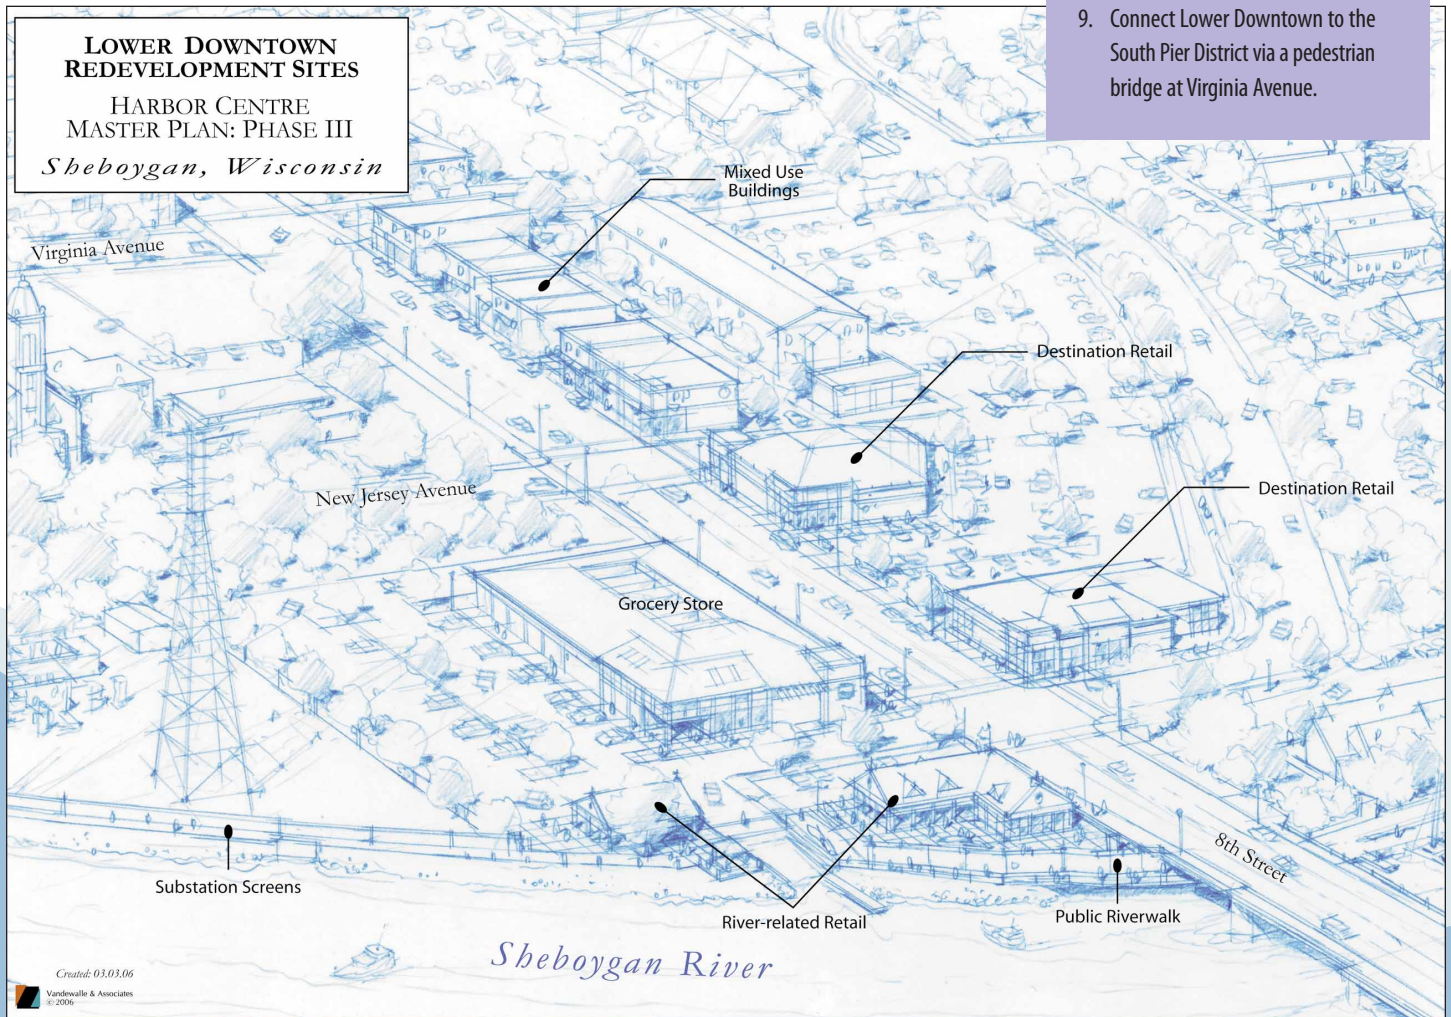 LOWER DOWNTOWN
REDEVELOPMENT SITES
HARBOR CENTRE
MASTER PLAN: PHASE III
Sheboygan, Wisconsin
9. Connect Lower Downtown to the
South Pier District via a pedestrian
bridge at Virginia Avenue.
Mixed Use
Buildings
Virginia Avenue
Destination Retail
New Jersey Avenue
Destination Retail
Grocery Store
8th Street
Substation Screens
River-related Retail
Public Riverwalk
Sheboygan River
Created: 03.03.06
Vandewalle & Associates
© 2006